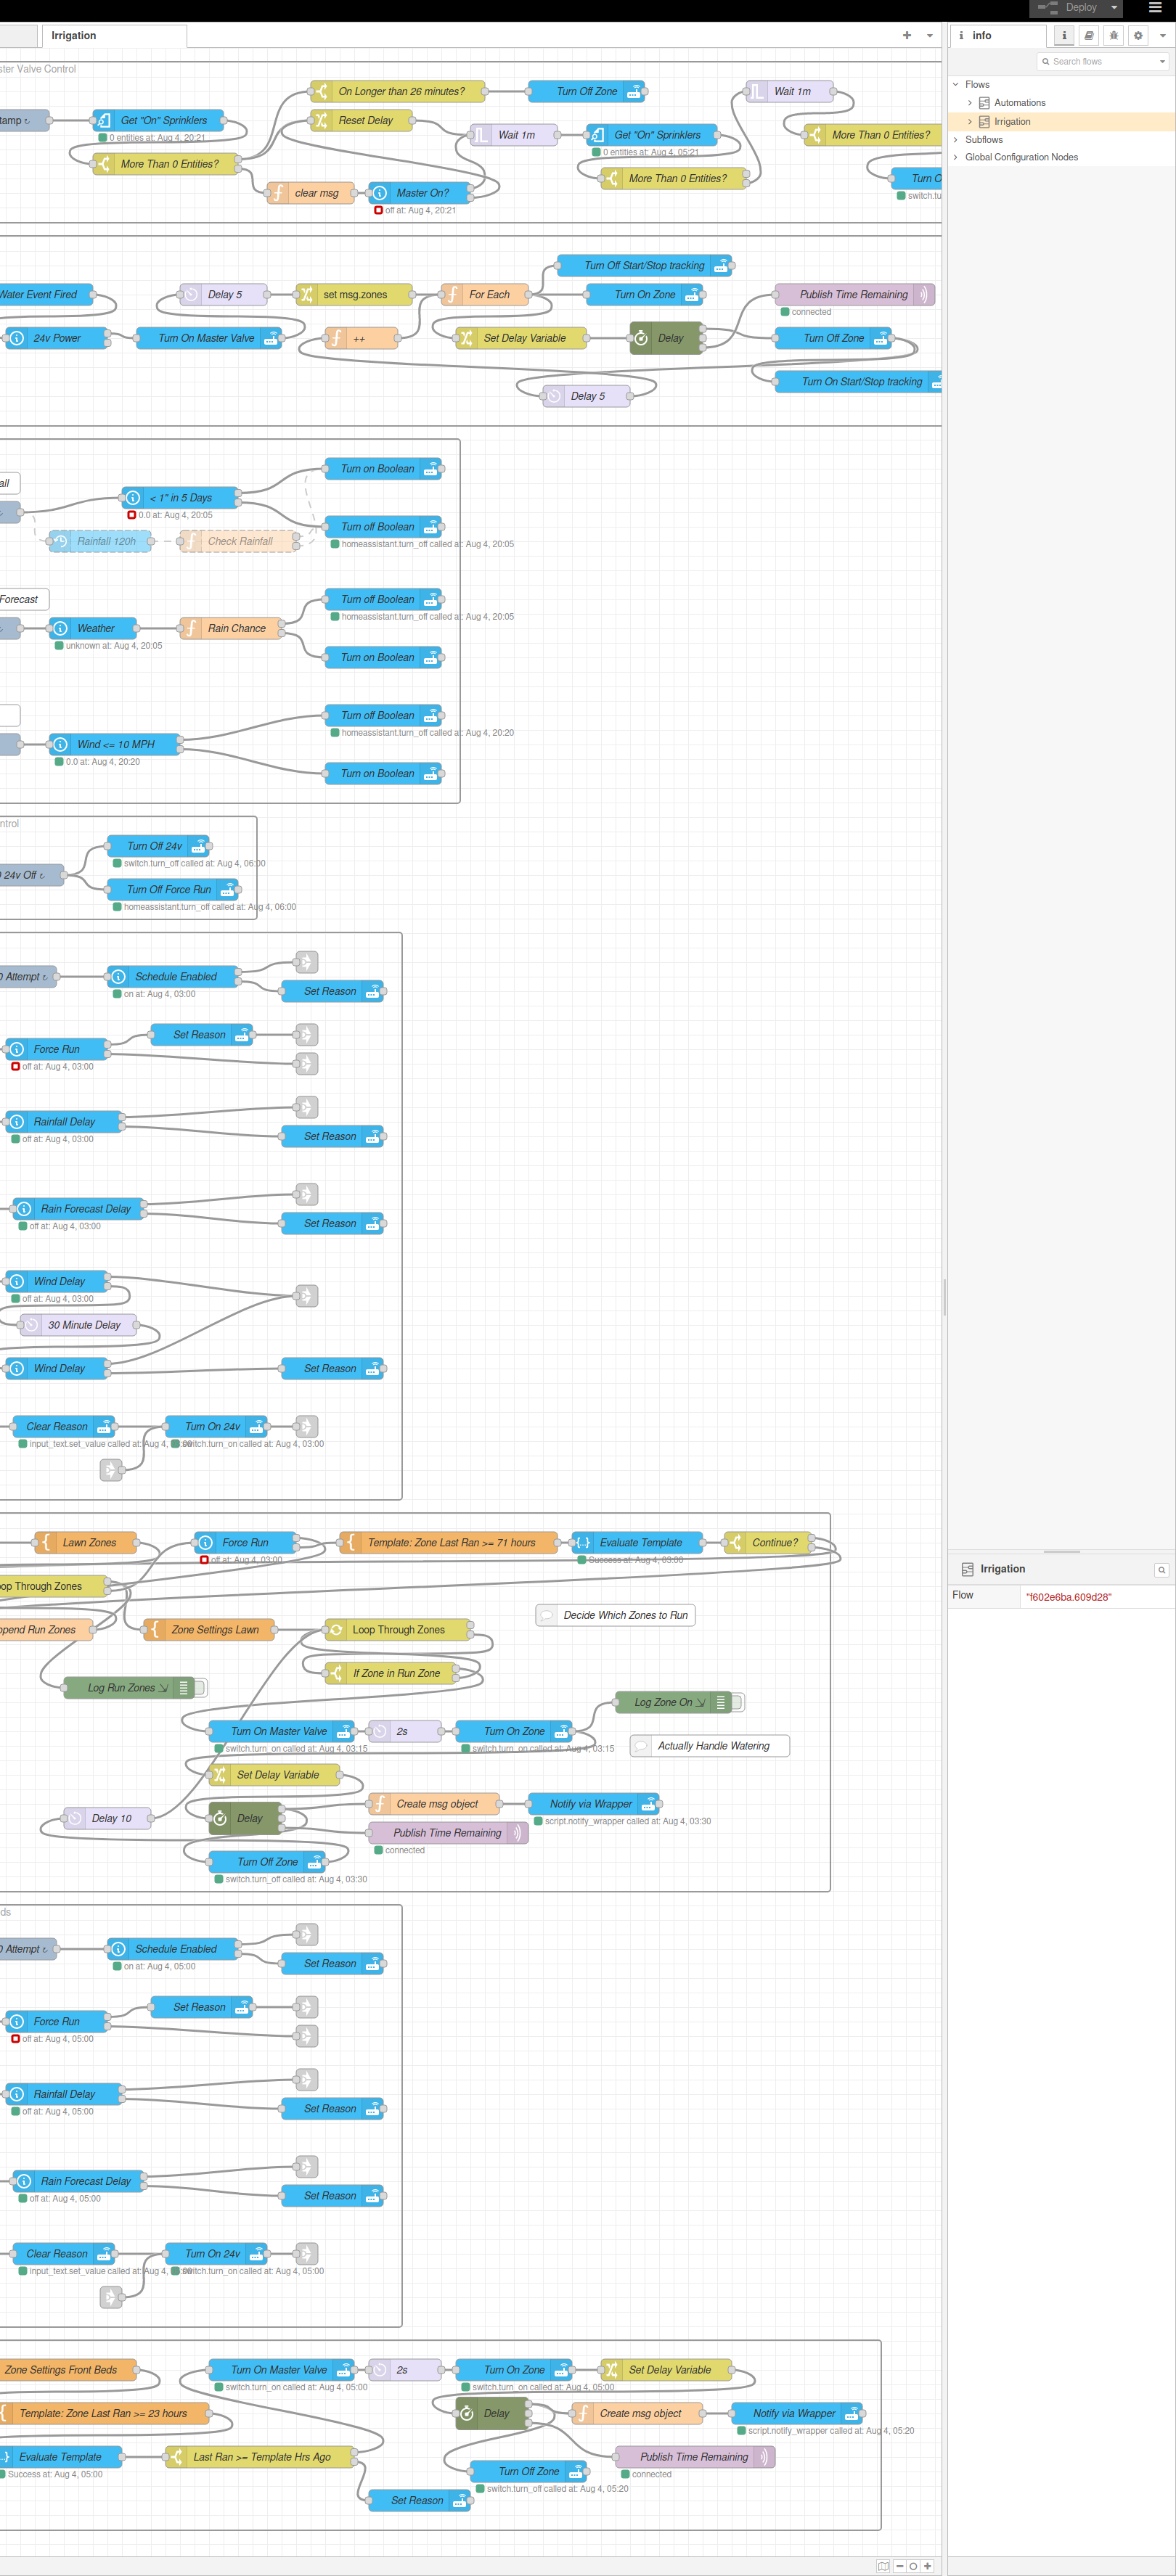 Deploy
Irrigation
info
Search flows
Flows
Automations
Irrigation
Subflows
Global Configuration Nodes
ter Valve Control
On Longer than 26 minutes?
Turn Off Zone
Wait 1m
tamp ↻
Get "On" Sprinklers
Reset Delay
0 entities at: Aug 4, 20:21
Wait 1m
Get "On" Sprinklers
More Than 0 Entities?
0 entities at: Aug 4, 05:21
More Than 0 Entities?
More Than 0 Entities?
Turn O
clear msg
Master On?
switch.tu
off at: Aug 4, 20:21
Turn Off Start/Stop tracking
Water Event Fired
Delay 5
set msg.zones
For Each
Turn On Zone
Publish Time Remaining
connected
24v Power
Turn On Master Valve
++
Set Delay Variable
Delay
Turn Off Zone
Turn On Start/Stop tracking
Delay 5
Turn on Boolean
all
< 1" in 5 Days
0.0 at: Aug 4, 20:05
Turn off Boolean
Rainfall 120h
Check Rainfall
homeassistant.turn_off called at: Aug 4, 20:05
Forecast
Turn off Boolean
homeassistant.turn_off called at: Aug 4, 20:05
Weather
Rain Chance
unknown at: Aug 4, 20:05
Turn on Boolean
Turn off Boolean
homeassistant.turn_off called at: Aug 4, 20:20
Wind <= 10 MPH
0.0 at: Aug 4, 20:20
Turn on Boolean
ntrol
Turn Off 24v
switch.turn_off called at: Aug 4, 06:00
0 24v Off ↻
Turn Off Force Run
homeassistant.turn_off called at: Aug 4, 06:00
0 Attempt ↻
Schedule Enabled
on at: Aug 4, 03:00
Set Reason
Set Reason
Force Run
off at: Aug 4, 03:00
Rainfall Delay
off at: Aug 4, 03:00
Set Reason
Rain Forecast Delay
off at: Aug 4, 03:00
Set Reason
Wind Delay
off at: Aug 4, 03:00
30 Minute Delay
Wind Delay
Set Reason
Clear Reason
Turn On 24v
input_text.set_value called at: Aug 4,
switch.turn_on called at: Aug 4, 03:00
Lawn Zones
Force Run
Template: Zone Last Ran >= 71 hours
Evaluate Template
Continue?
off at: Aug 4, 03:00
Success at: Aug 4, 03:00
oop Through Zones
Decide Which Zones to Run
ppend Run Zones
Zone Settings Lawn
Loop Through Zones
If Zone in Run Zone
Log Run Zones
Log Zone On
Turn On Master Valve
2s
Turn On Zone
switch.turn_on called at: Aug 4, 03:15
switch.turn_on called at: Aug 4, 03:15
Actually Handle Watering
Set Delay Variable
Create msg object
Notify via Wrapper
Delay 10
Delay
script.notify_wrapper called at: Aug 4, 03:30
Publish Time Remaining
connected
Turn Off Zone
switch.turn_off called at: Aug 4, 03:30
Irrigation
Flow
"f602e6ba.609d28"
ds
0 Attempt ↻
Schedule Enabled
on at: Aug 4, 05:00
Set Reason
Set Reason
Force Run
off at: Aug 4, 05:00
Rainfall Delay
off at: Aug 4, 05:00
Set Reason
Rain Forecast Delay
off at: Aug 4, 05:00
Set Reason
Clear Reason
Turn On 24v
input_text.set_value called at: Aug 4,
switch.turn_on called at: Aug 4, 05:00
Zone Settings Front Beds
Turn On Master Valve
2s
Turn On Zone
Set Delay Variable
switch.turn_on called at: Aug 4, 05:00
switch.turn_on called at: Aug 4, 05:00
Template: Zone Last Ran >= 23 hours
Delay
Create msg object
Notify via Wrapper
script.notify_wrapper called at: Aug 4, 05:20
Evaluate Template
Last Ran >= Template Hrs Ago
Publish Time Remaining
Success at: Aug 4, 05:00
Turn Off Zone
connected
switch.turn_off called at: Aug 4, 05:20
Set Reason